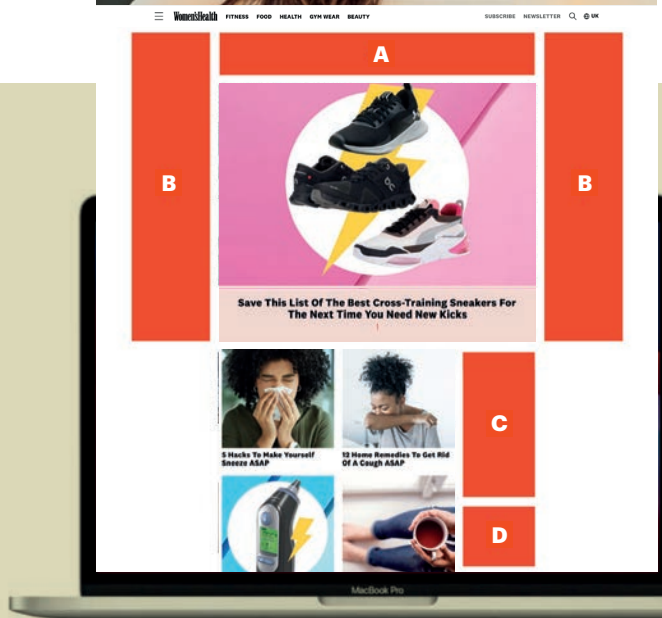 Women'sHealth FITNESS FOOD HEALTH GYM WEAR BEAUTY SUBSCRIBE NEWSLETTER UK
A
B
B
Save This List Of The Best Cross-Training Sneakers For
The Next Time You Need New Kicks
5 Hacks To Make Yourself
Sneeze ASAP
12 Home Remedies To Get Rid
Of A Cough ASAP
C
D
MacBook Pro